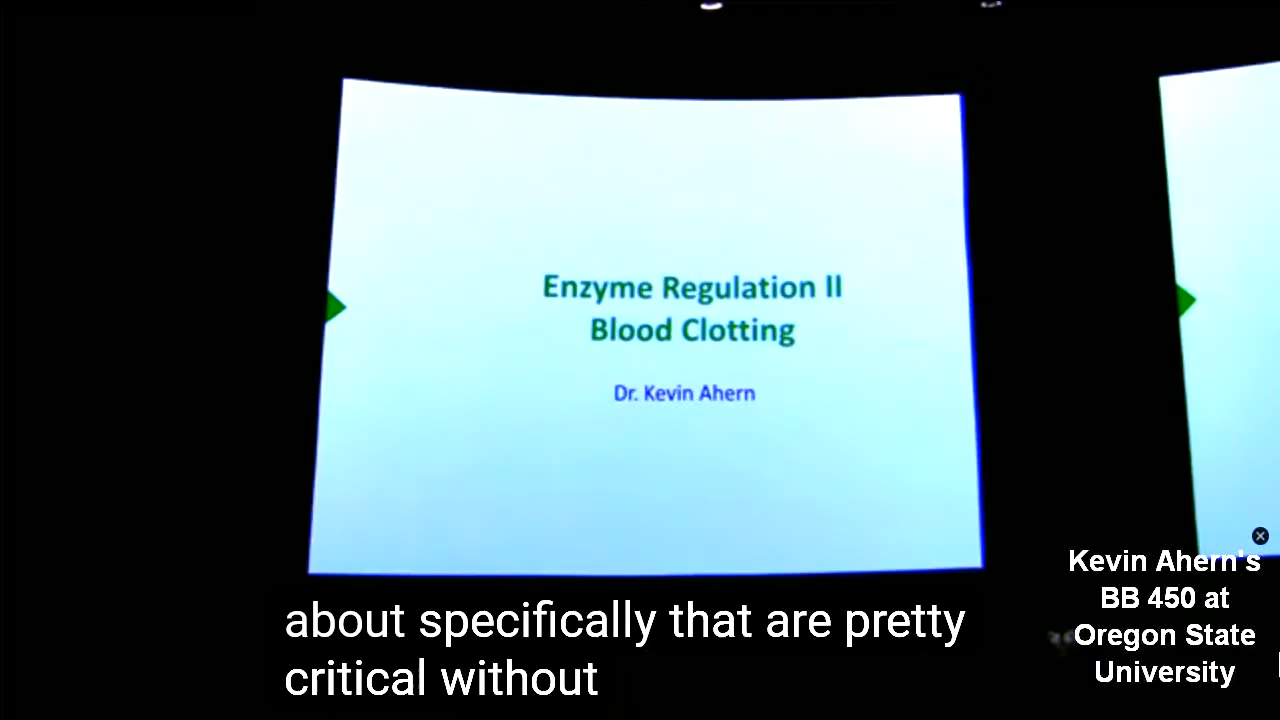 Enzyme Regulation II
Blood Clotting
Dr. Kevin Ahern
about specifically that are pretty
critical without
Kevin Ahern's
BB 450 at
Oregon State
University